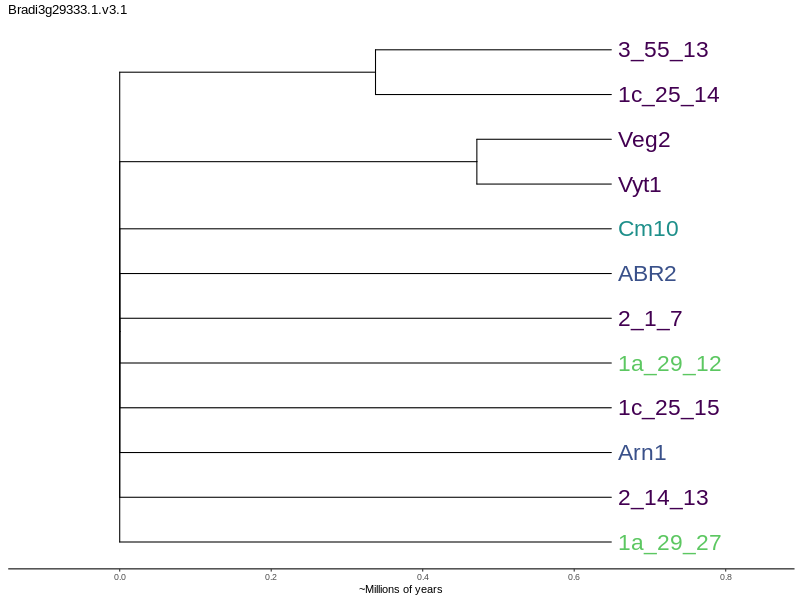 Bradi3g29333.1.v3.1
3_55_13
1c_25_14
Veg2
Vyt1
Cm10
ABR2
2_1_7
1a_29_12
1c_25_15
Arn1
2_14_13
1a_29_27
0.0 0.2 0.4 0.6 0.8
~Millions of years